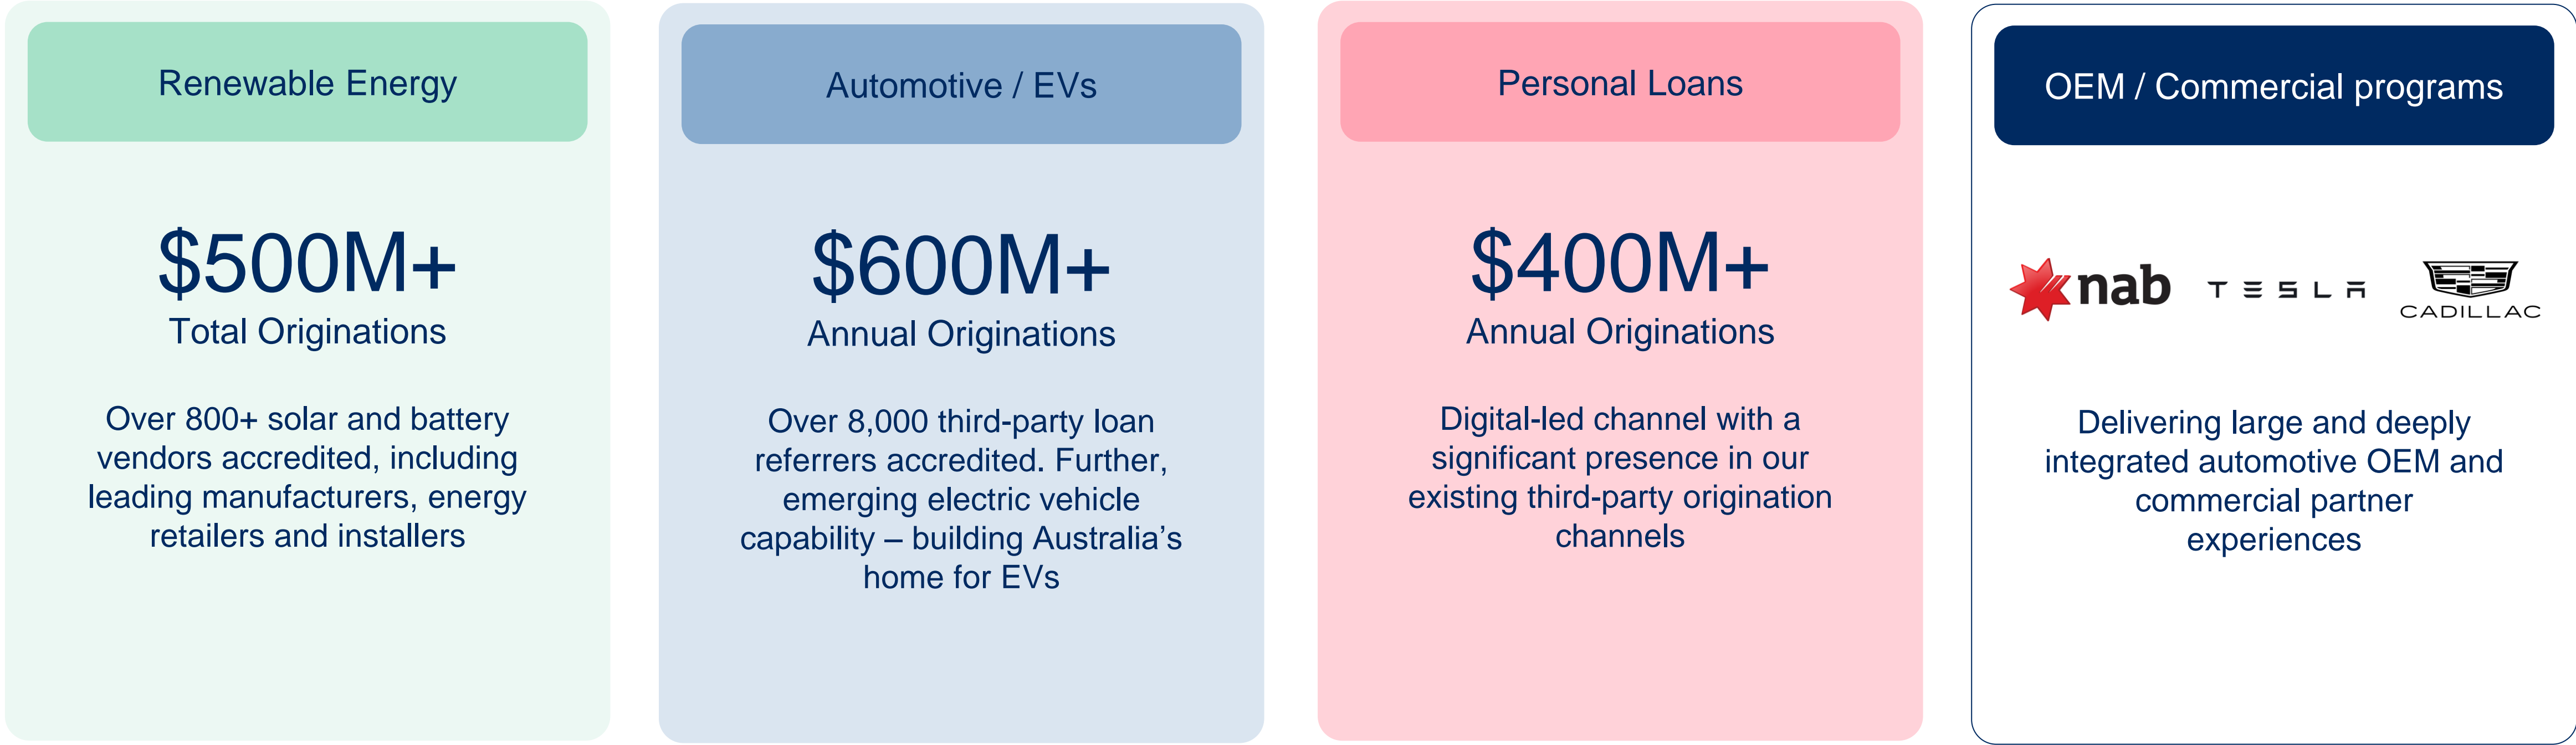 Renewable Energy
$500M+
Total Originations
Over 800+ solar and battery
vendors accredited, including
leading manufacturers, energy
retailers and installers
Automotive / EVs
$600M+
Annual Originations
Over 8,000 third-party loan
referrers accredited. Further,
emerging electric vehicle
capability – building Australia’s
home for EVs
Personal Loans
$400M+
Annual Originations
Digital-led channel with a
significant presence in our
existing third-party origination
channels
OEM / Commercial programs
nab TESLA CADILLAC
Delivering large and deeply
integrated automotive OEM and
commercial partner
experiences